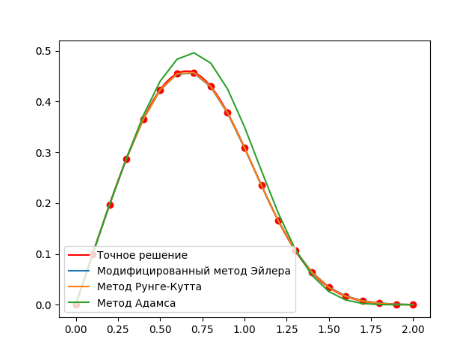 0.5
0.4
0.3
0.2
0.1
0.0
Точное решение
Модифицированный метод Эйлера
Метод Рунге-Кутта
Метод Адамса
0.00 0.25 0.50 0.75 1.00 1.25 1.50 1.75 2.00